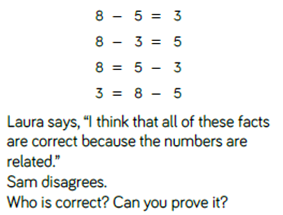 8 − 5 = 3
8 − 3 = 5
8 = 5 − 3
3 = 8 − 5
Laura says, “I think that all of these facts
are correct because the numbers are
related.”
Sam disagrees.
Who is correct? Can you prove it?